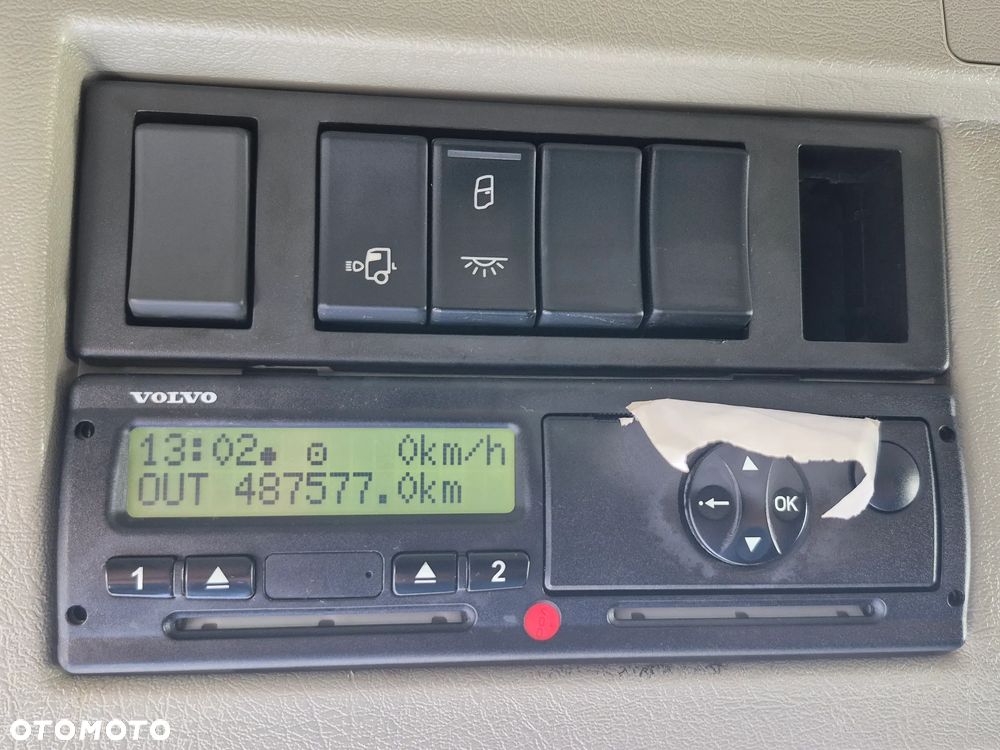 VOLVO
13:02 0km/h
OUT 487577.0km
OK
1
2
OTOMOTO